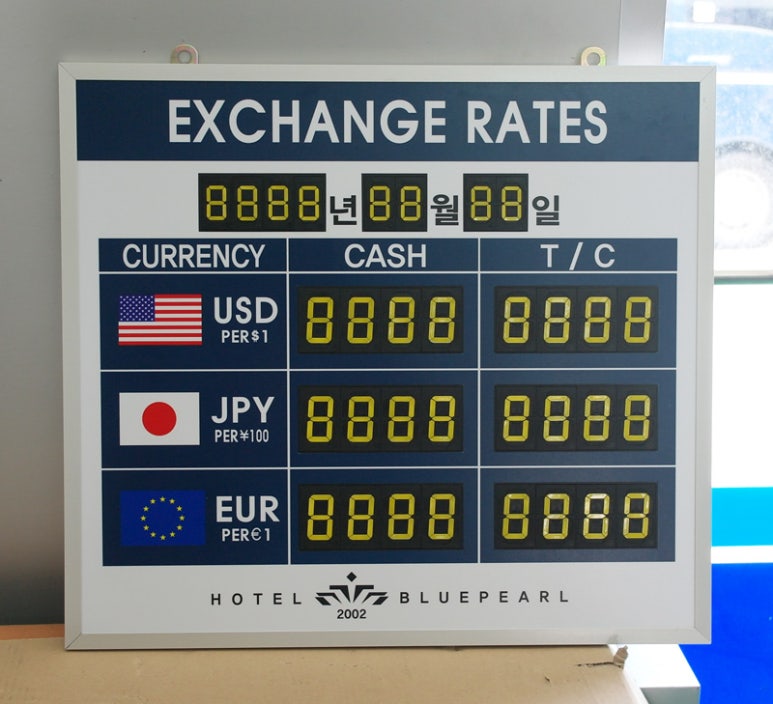 EXCHANGE RATES
8888년88월88일
CURRENCY CASH T / C
USD 8888 8888
PER$1
JPY 8888 8888
PER¥100
EUR 8888 8888
PER€1
HOTEL BLUEPEARL
2002